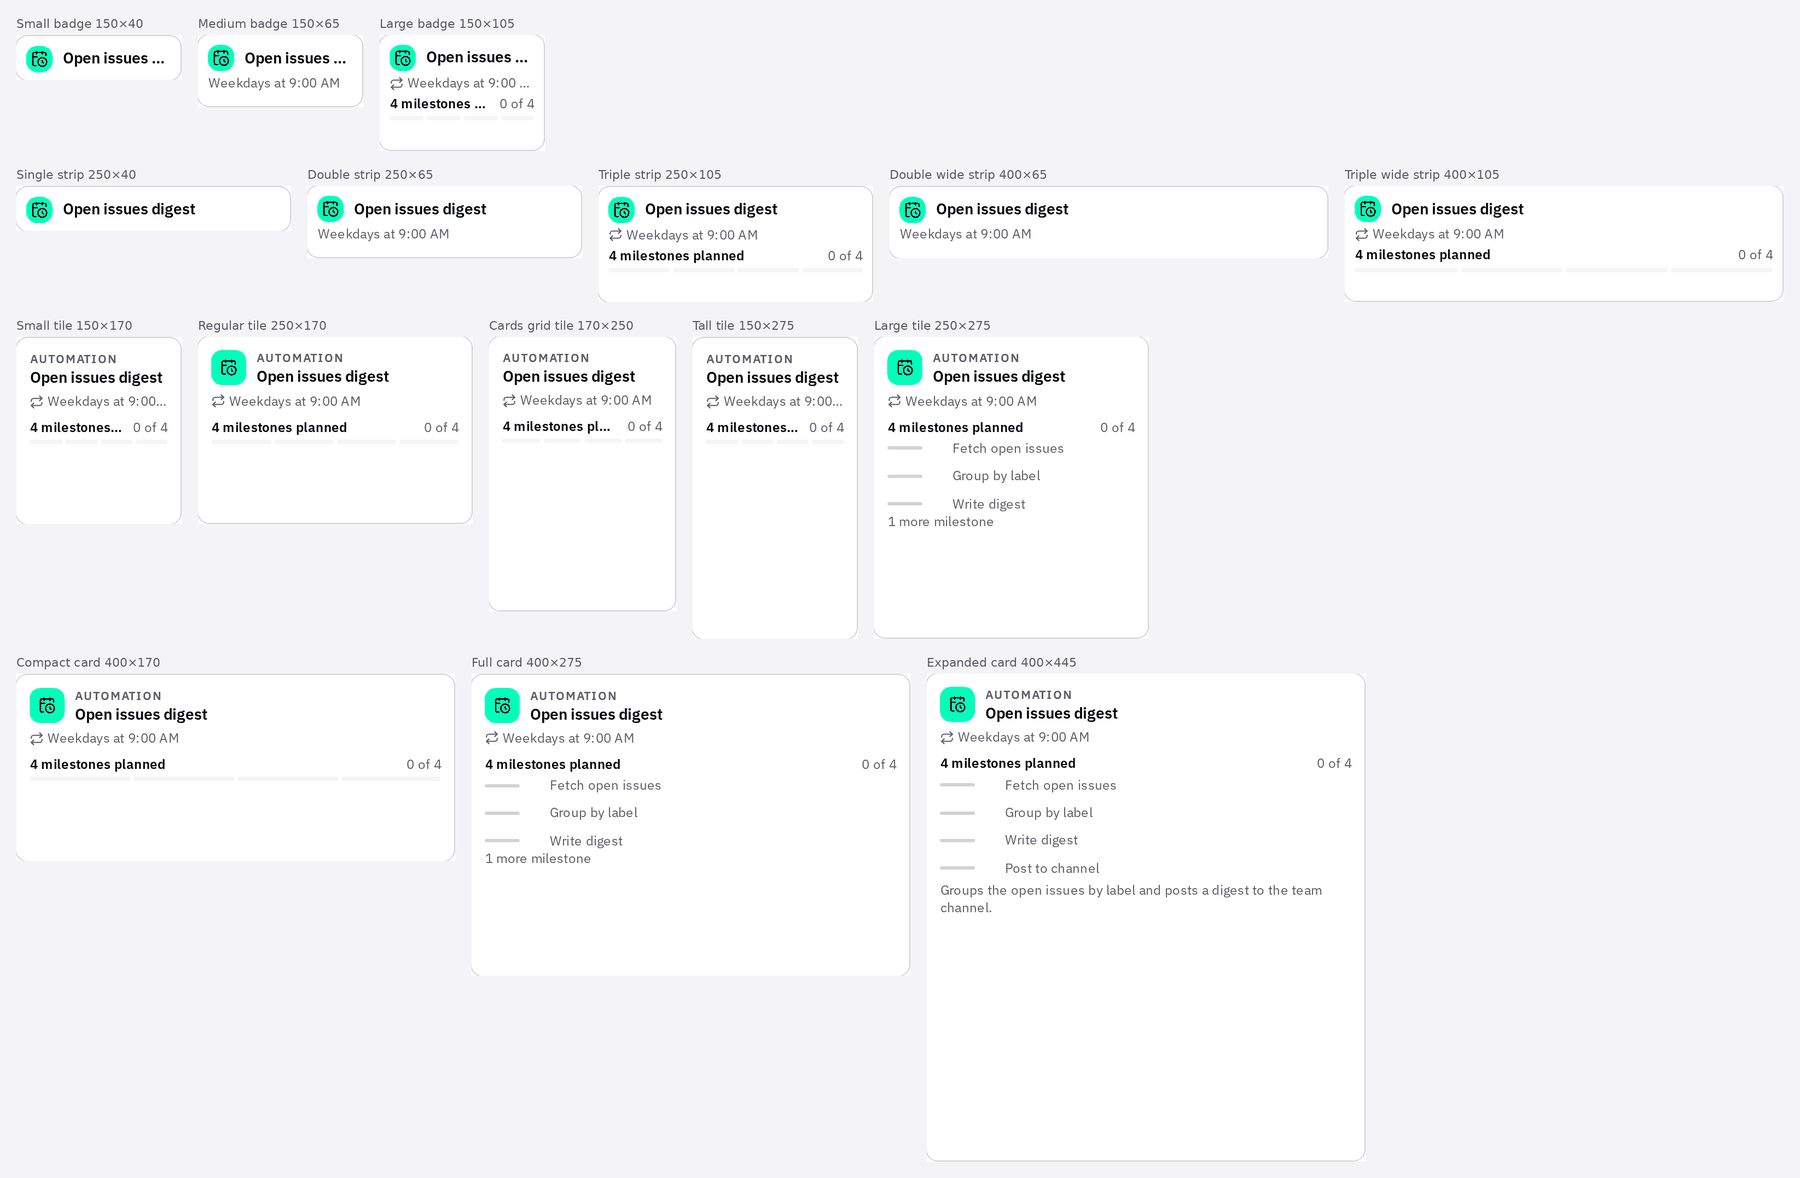 Small badge 150×40
Open issues ...
Medium badge 150×65
Open issues ...
Weekdays at 9:00 AM
Large badge 150×105
Open issues ...
Weekdays at 9:00 ...
4 milestones ... 0 of 4
Single strip 250×40
Open issues digest
Double strip 250×65
Open issues digest
Weekdays at 9:00 AM
Triple strip 250×105
Open issues digest
Weekdays at 9:00 AM
4 milestones planned 0 of 4
Double wide strip 400×65
Open issues digest
Weekdays at 9:00 AM
Triple wide strip 400×105
Open issues digest
Weekdays at 9:00 AM
4 milestones planned 0 of 4
Small tile 150×170
AUTOMATION
Open issues digest
Weekdays at 9:00...
4 milestones... 0 of 4
Regular tile 250×170
AUTOMATION
Open issues digest
Weekdays at 9:00 AM
4 milestones planned 0 of 4
Cards grid tile 170×250
AUTOMATION
Open issues digest
Weekdays at 9:00 AM
4 milestones pl... 0 of 4
Tall tile 150×275
AUTOMATION
Open issues digest
Weekdays at 9:00...
4 milestones... 0 of 4
Large tile 250×275
AUTOMATION
Open issues digest
Weekdays at 9:00 AM
4 milestones planned 0 of 4
Fetch open issues
Group by label
Write digest
1 more milestone
Compact card 400×170
AUTOMATION
Open issues digest
Weekdays at 9:00 AM
4 milestones planned 0 of 4
Full card 400×275
AUTOMATION
Open issues digest
Weekdays at 9:00 AM
4 milestones planned 0 of 4
Fetch open issues
Group by label
Write digest
1 more milestone
Expanded card 400×445
AUTOMATION
Open issues digest
Weekdays at 9:00 AM
4 milestones planned 0 of 4
Fetch open issues
Group by label
Write digest
Post to channel
Groups the open issues by label and posts a digest to the team
channel.